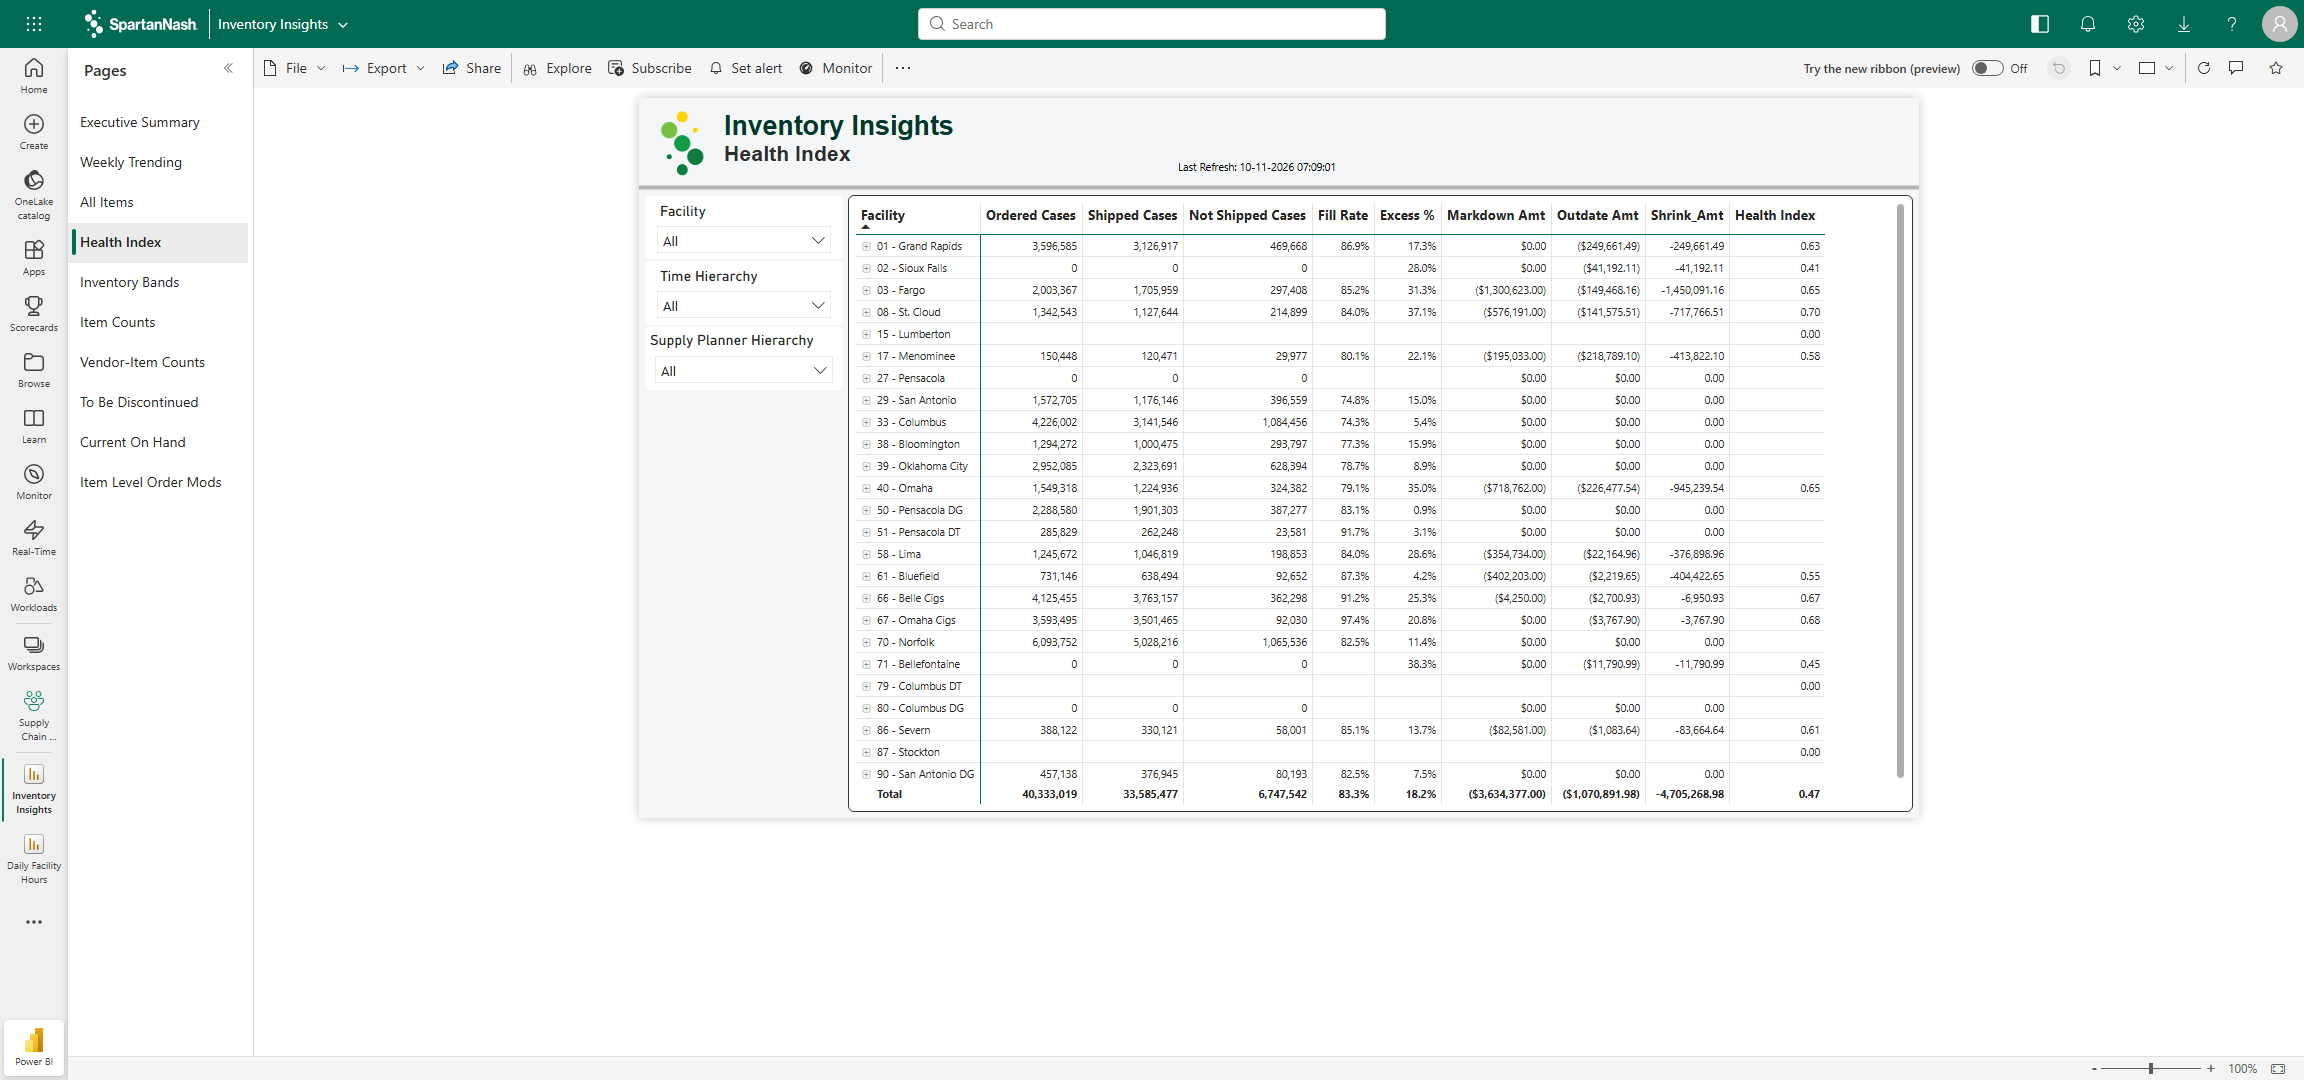 SpartanNash
Inventory Insights
Search
Home
Create
OneLake
catalog
Apps
Scorecards
Browse
Learn
Monitor
Real-Time
Workloads
Workspaces
Supply
Chain ...
Inventory
Insights
Daily Facility
Hours
Power BI
Pages
Executive Summary
Weekly Trending
All Items
Health Index
Inventory Bands
Item Counts
Vendor-Item Counts
To Be Discontinued
Current On Hand
Item Level Order Mods
File Export Share Explore Subscribe Set alert Monitor ... Try the new ribbon (preview) Off
Inventory Insights
Health Index
Last Refresh: 10-11-2026 07:09:01
Facility
All
Time Hierarchy
All
Supply Planner Hierarchy
All
Facility Ordered Cases Shipped Cases Not Shipped Cases Fill Rate Excess % Markdown Amt Outdate Amt Shrink_Amt Health Index
01 - Grand Rapids 3,596,585 3,126,917 469,668 86.9% 17.3% $0.00 ($249,661.49) -249,661.49 0.63
02 - Sioux Falls 0 0 0 28.0% $0.00 ($41,192.11) -41,192.11 0.41
03 - Fargo 2,003,367 1,705,959 297,408 85.2% 31.3% ($1,300,623.00) ($149,468.16) -1,450,091.16 0.65
08 - St. Cloud 1,342,543 1,127,644 214,899 84.0% 37.1% ($576,191.00) ($141,575.51) -717,766.51 0.70
15 - Lumberton 0.00
17 - Menominee 150,448 120,471 29,977 80.1% 22.1% ($195,033.00) ($218,789.10) -413,822.10 0.58
27 - Pensacola 0 0 0 $0.00 $0.00 0.00
29 - San Antonio 1,572,705 1,176,146 396,559 74.8% 15.0% $0.00 $0.00 0.00
33 - Columbus 4,226,002 3,141,546 1,084,456 74.3% 5.4% $0.00 $0.00 0.00
38 - Bloomington 1,294,272 1,000,475 293,797 77.3% 15.9% $0.00 $0.00 0.00
39 - Oklahoma City 2,952,085 2,323,691 628,394 78.7% 8.9% $0.00 $0.00 0.00
40 - Omaha 1,549,318 1,224,936 324,382 79.1% 35.0% ($718,762.00) ($226,477.54) -945,239.54 0.65
50 - Pensacola DG 2,288,580 1,901,303 387,277 83.1% 0.9% $0.00 $0.00 0.00
51 - Pensacola DT 285,829 262,248 23,581 91.7% 3.1% $0.00 $0.00 0.00
58 - Lima 1,245,672 1,046,819 198,853 84.0% 28.6% ($354,734.00) ($22,164.96) -376,898.96
61 - Bluefield 731,146 638,494 92,652 87.3% 4.2% ($402,203.00) ($2,219.65) -404,422.65 0.55
66 - Belle Cigs 4,125,455 3,763,157 362,298 91.2% 25.3% ($4,250.00) ($2,700.93) -6,950.93 0.67
67 - Omaha Cigs 3,593,495 3,501,465 92,030 97.4% 20.8% $0.00 ($3,767.90) -3,767.90 0.68
70 - Norfolk 6,093,752 5,028,216 1,065,536 82.5% 11.4% $0.00 $0.00 0.00
71 - Bellefontaine 0 0 0 38.3% $0.00 ($11,790.99) -11,790.99 0.45
79 - Columbus DT 0.00
80 - Columbus DG 0 0 0 $0.00 $0.00 0.00
86 - Severn 388,122 330,121 58,001 85.1% 13.7% ($82,581.00) ($1,083.64) -83,664.64 0.61
87 - Stockton 0.00
90 - San Antonio DG 457,138 376,945 80,193 82.5% 7.5% $0.00 $0.00 0.00
Total 40,333,019 33,585,477 6,747,542 83.3% 18.2% ($3,634,377.00) ($1,070,891.98) -4,705,268.98 0.47
- + 100%